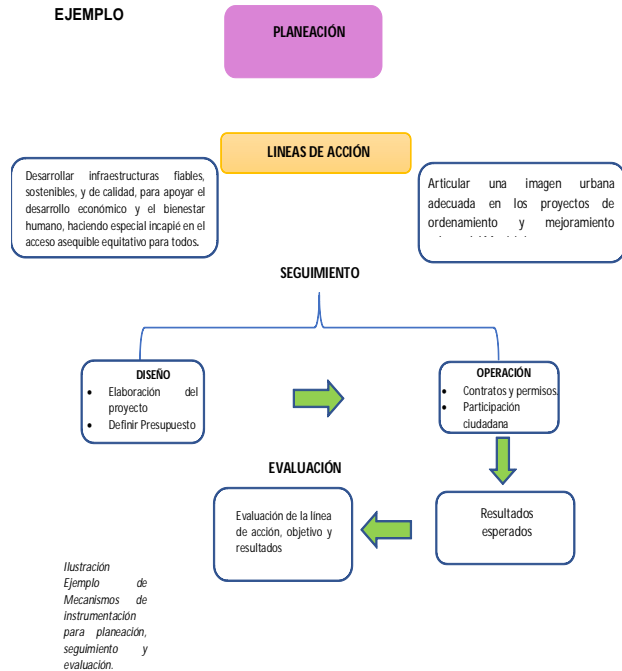 EJEMPLO
PLANEACIÓN
LINEAS DE ACCIÓN
Desarrollar infraestructuras fiables,
sostenibles, y de calidad, para apoyar el
desarrollo económico y el bienestar
humano, haciendo especial incapié en el
acceso asequible equitativo para todos.
Articular una imagen urbana
adecuada en los proyectos de
ordenamiento y mejoramiento
SEGUIMIENTO
DISEÑO
• Elaboración del
proyecto
• Definir Presupuesto
OPERACIÓN
• Contratos y permisos.
• Participación
ciudadana
EVALUACIÓN
Evaluación de la línea
de acción, objetivo y
resultados
Resultados
esperados
Ilustración
Ejemplo de
Mecanismos de
instrumentación
para planeación,
seguimiento y
evaluación.